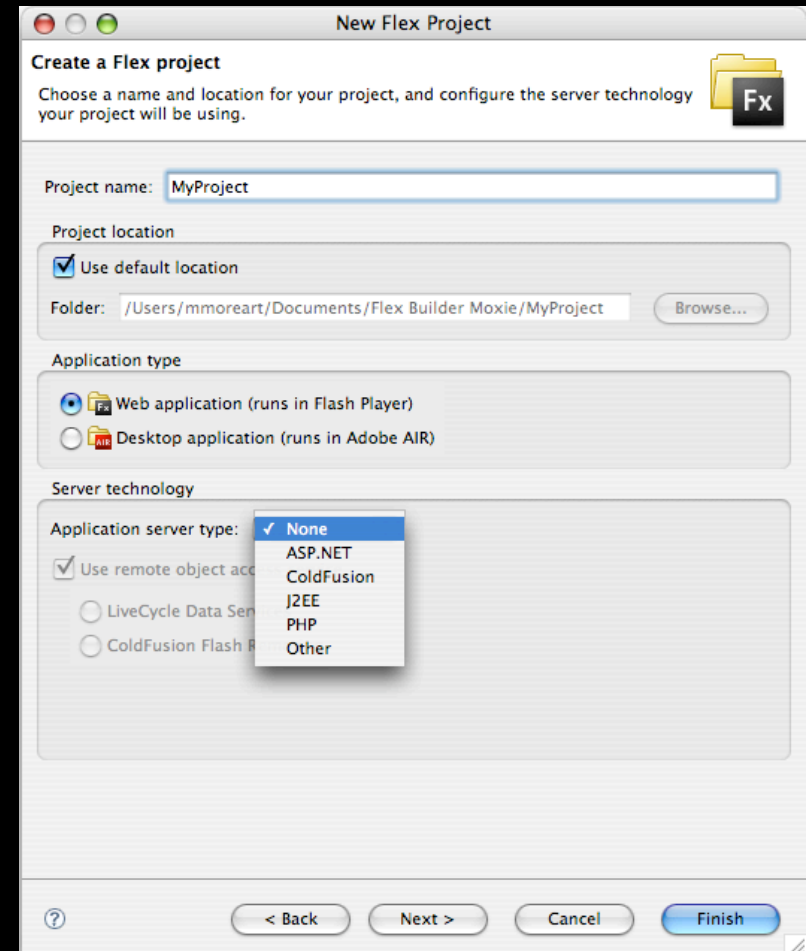 New Flex Project
Create a Flex project
Choose a name and location for your project, and configure the server technology
your project will be using.
Fx
Project name: MyProject
Project location
Use default location
Folder: /Users/mmoreart/Documents/Flex Builder Moxie/MyProject Browse...
Application type
Fx Web application (runs in Flash Player)
AIR Desktop application (runs in Adobe AIR)
Server technology
Application server type: ✓ None
ASP.NET
Use remote object
ColdFusion
J2EE
LiveCycle Data
PHP
ColdFusion Flash
Other
? < Back Next > Cancel Finish